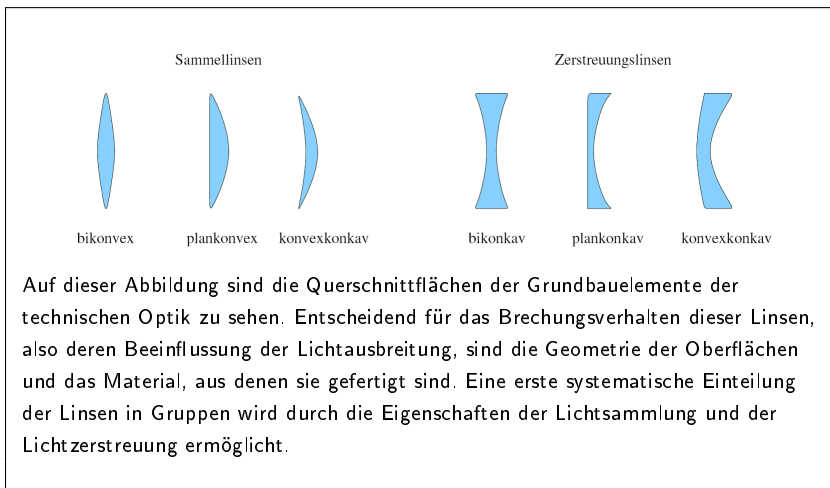 Sammellinsen Zerstreuungslinsen
bikonvex plankonvex konvexkonkav bikonkav plankonkav konvexkonkav
Auf dieser Abbildung sind die Querschnittflächen der Grundbauelemente der
technischen Optik zu sehen. Entscheidend für das Brechungsverhalten dieser Linsen,
also deren Beeinflussung der Lichtausbreitung, sind die Geometrie der Oberflächen
und das Material, aus denen sie gefertigt sind. Eine erste systematische Einteilung
der Linsen in Gruppen wird durch die Eigenschaften der Lichtsammlung und der
Lichtzerstreuung ermöglicht.